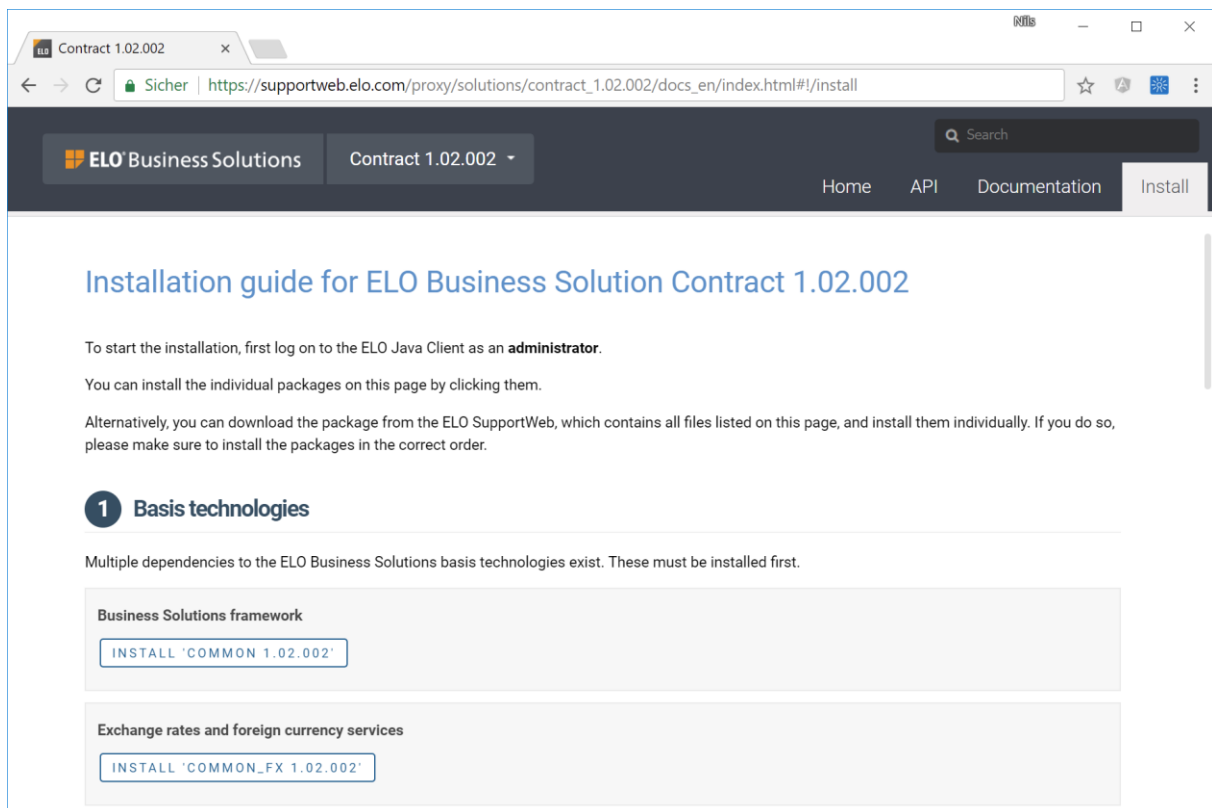 Nils
Contract 1.02.002
Sicher | https://supportweb.elo.com/proxy/solutions/contract_1.02.002/docs_en/index.html#!/install
Search
ELO Business Solutions
Contract 1.02.002
Home API Documentation Install
Installation guide for ELO Business Solution Contract 1.02.002
To start the installation, first log on to the ELO Java Client as an administrator.
You can install the individual packages on this page by clicking them.
Alternatively, you can download the package from the ELO SupportWeb, which contains all files listed on this page, and install them individually. If you do so,
please make sure to install the packages in the correct order.
1 Basis technologies
Multiple dependencies to the ELO Business Solutions basis technologies exist. These must be installed first.
Business Solutions framework
INSTALL 'COMMON 1.02.002'
Exchange rates and foreign currency services
INSTALL 'COMMON_FX 1.02.002'